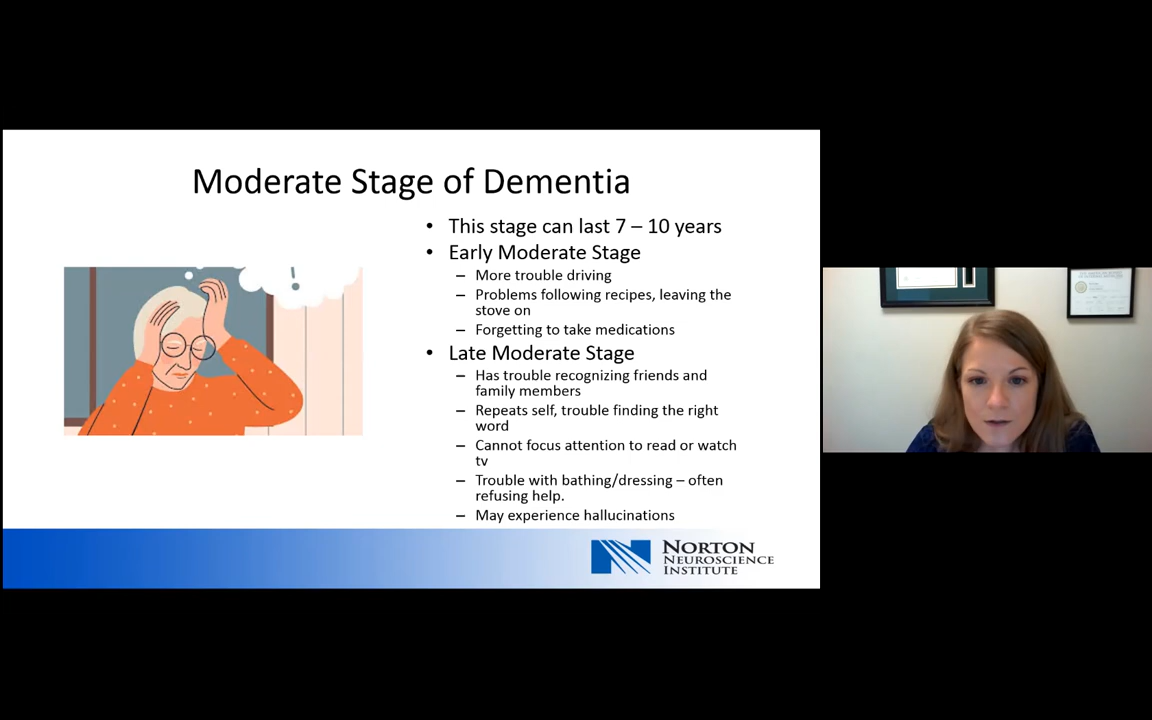 Moderate Stage of Dementia
• This stage can last 7 – 10 years
• Early Moderate Stage
– More trouble driving
– Problems following recipes, leaving the
stove on
– Forgetting to take medications
• Late Moderate Stage
– Has trouble recognizing friends and
family members
– Repeats self, trouble finding the right
word
– Cannot focus attention to read or watch
tv
– Trouble with bathing/dressing – often
refusing help.
– May experience hallucinations
!
NORTON
NEUROSCIENCE
INSTITUTE